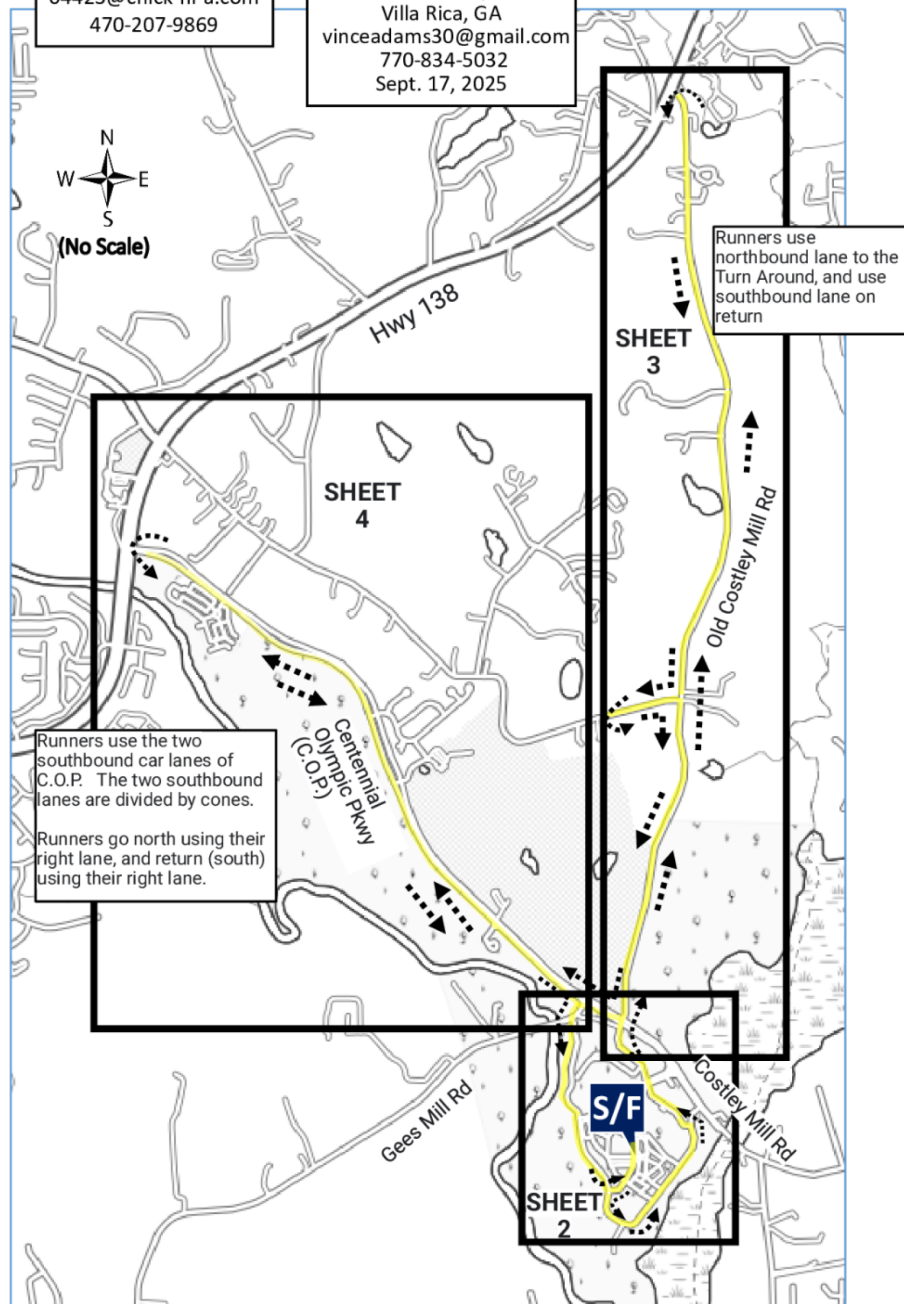 470-207-9869
Villa Rica, GA
vinceadams30@gmail.com
770-834-5032
Sept. 17, 2025
N
W E
S
(No Scale)
Runners use
northbound lane to the
Turn Around, and use
southbound lane on
return
Hwy 138
SHEET
3
SHEET
4
Old Costley Mill Rd
Centennial
Olympic Pkwy
(C.O.P.)
Runners use the two
southbound car lanes of
C.O.P. The two southbound
lanes are divided by cones.
Runners go north using their
right lane, and return (south)
using their right lane.
Costley Mill Rd
Gees Mill Rd
S/F
SHEET
2